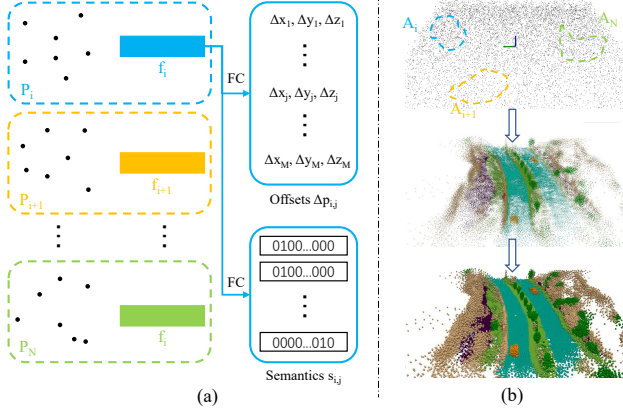 P_i
f_i
P_{i+1}
f_{i+1}
P_N
f_i
FC
FC
Δx_1, Δy_1, Δz_1
Δx_j, Δy_j, Δz_j
Δx_M, Δy_M, Δz_M
Offsets Δp_{i,j}
0100...000
0100...000
0000...010
Semantics s_{i,j}
(a)
A_i
A_N
A_{i+1}
(b)